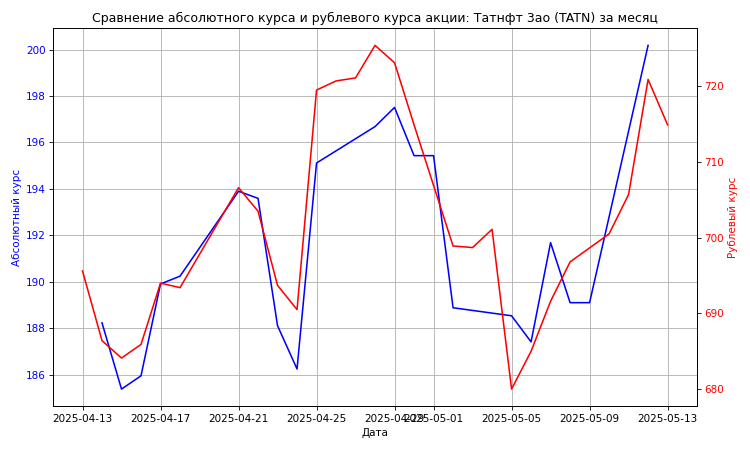 Сравнение абсолютного курса и рублевого курса акции: Татнфт 3ао (TATN) за месяц
200
198
196
194
192
190
188
186
Абсолютный курс
720
710
700
690
680
Рублевый курс
2025-04-13 2025-04-17 2025-04-21 2025-04-25 2025-04-29 2025-05-01 2025-05-05 2025-05-09 2025-05-13
Дата